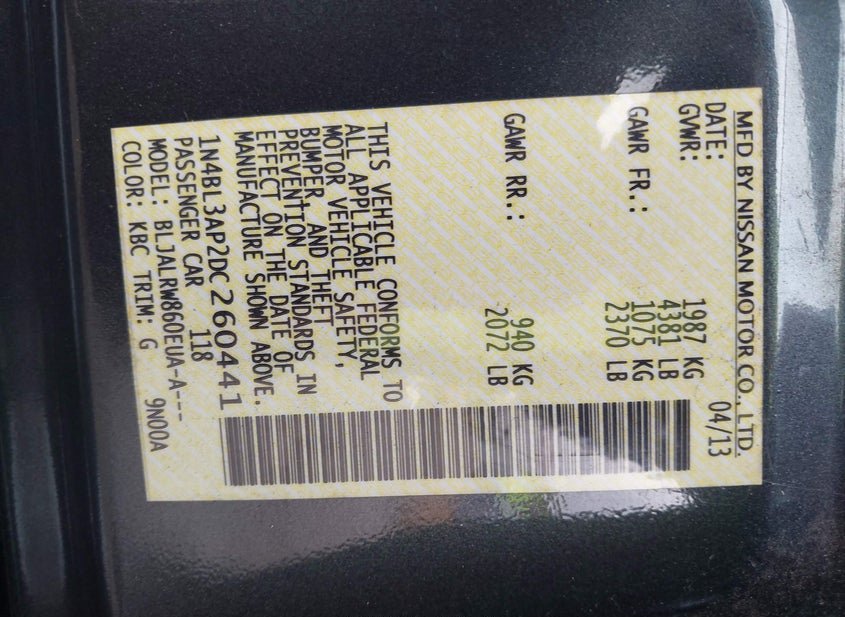 MFD BY NISSAN MOTOR CO., LTD.
DATE: 04/13
GVWR: 1987 KG
4381 LB
GAWR FR.: 1075 KG
2370 LB
GAWR RR.: 940 KG
2072 LB
THIS VEHICLE CONFORMS TO
ALL APPLICABLE FEDERAL
MOTOR VEHICLE SAFETY,
BUMPER, AND THEFT
PREVENTION STANDARDS IN
EFFECT ON THE DATE OF
MANUFACTURE SHOWN ABOVE.
1N4BL3AP2DC260441
PASSENGER CAR 118
MODEL: BLJALRW860EUA-A---
COLOR: KBC TRIM: G 9N00A